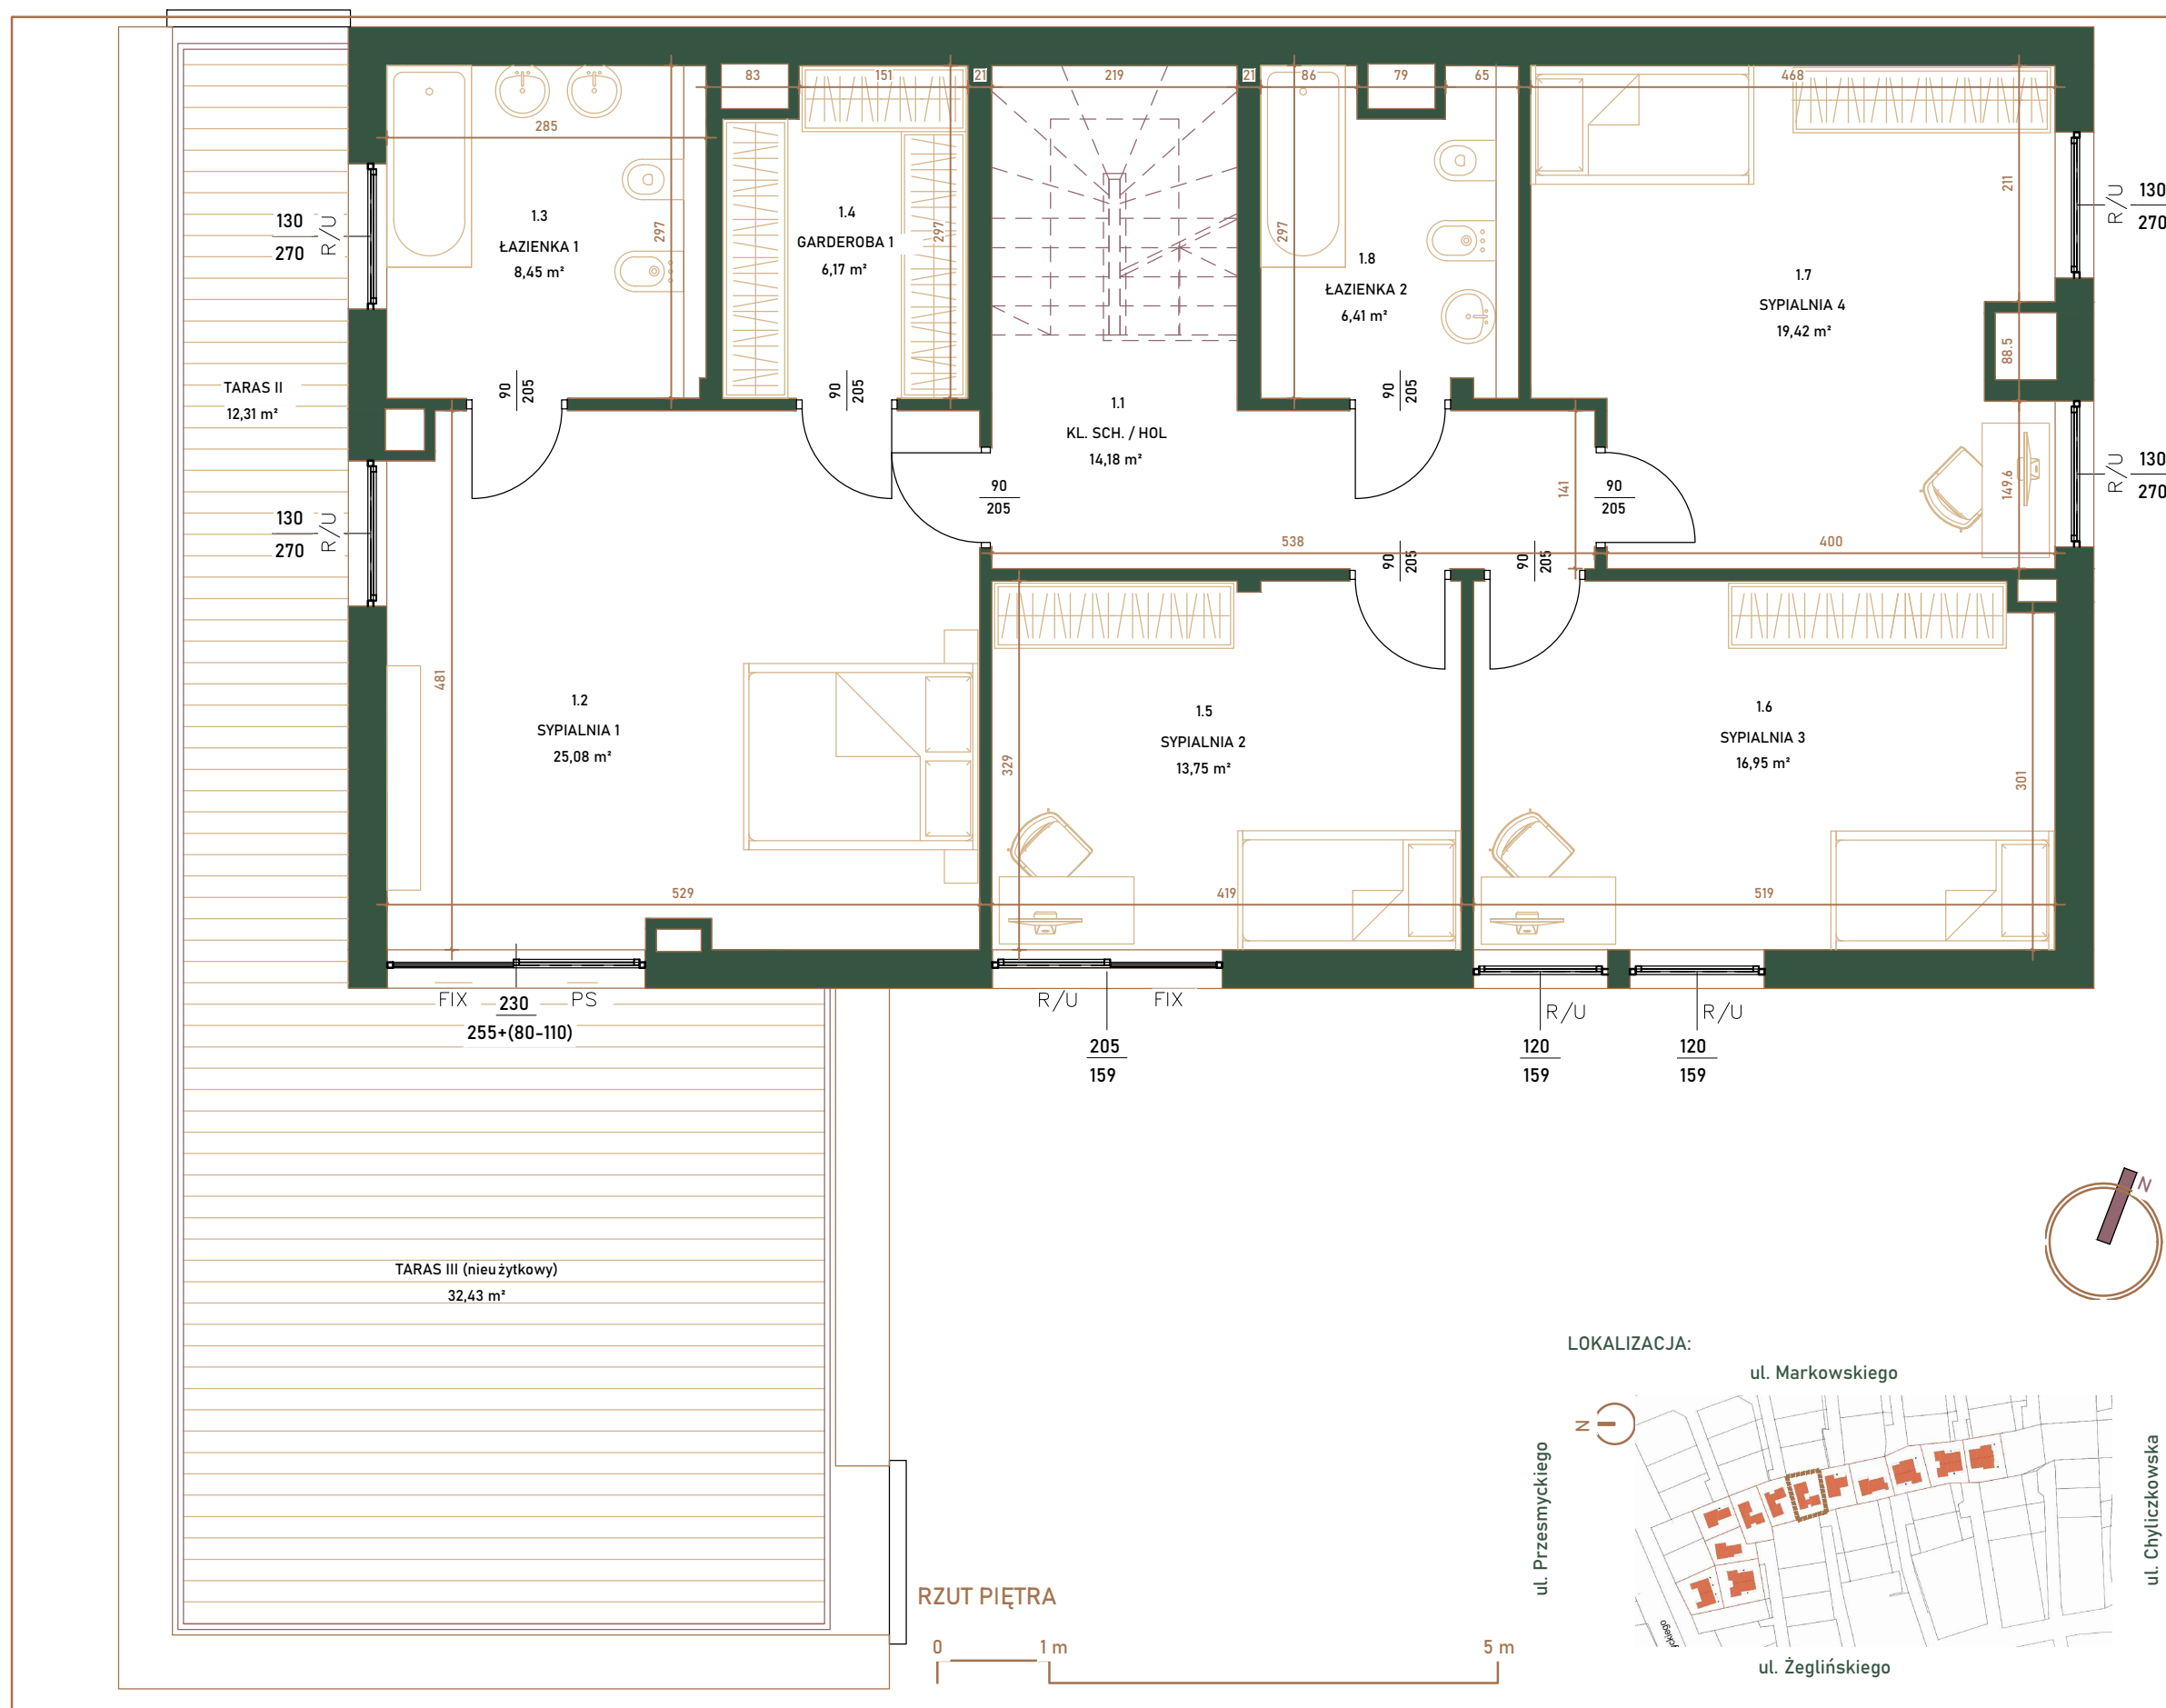 83
151
21
219
21
86
79
65
468
285
297
297
297
211
88.5
149.6
1.3
ŁAZIENKA 1
8,45 m²
1.4
GARDEROBA 1
6,17 m²
1.8
ŁAZIENKA 2
6,41 m²
1.7
SYPIALNIA 4
19,42 m²
130
270
R/U
130
270
R/U
130
270
R/U
130
270
R/U
TARAS II
12,31 m²
90
205
90
205
90
205
1.1
KL. SCH. / HOL
14,18 m²
90
205
141
90
205
538
400
90
205
90
205
481
1.2
SYPIALNIA 1
25,08 m²
329
1.5
SYPIALNIA 2
13,75 m²
1.6
SYPIALNIA 3
16,95 m²
301
529
419
519
FIX
230
PS
255+(80-110)
R/U
FIX
205
159
R/U
120
159
R/U
120
159
N
TARAS III (nieużytkowy)
32,43 m²
LOKALIZACJA:
ul. Markowskiego
N
ul. Przesmyckiego
ul. Chyliczkowska
ul. Żeglińskiego
RZUT PIĘTRA
0
1 m
5 m